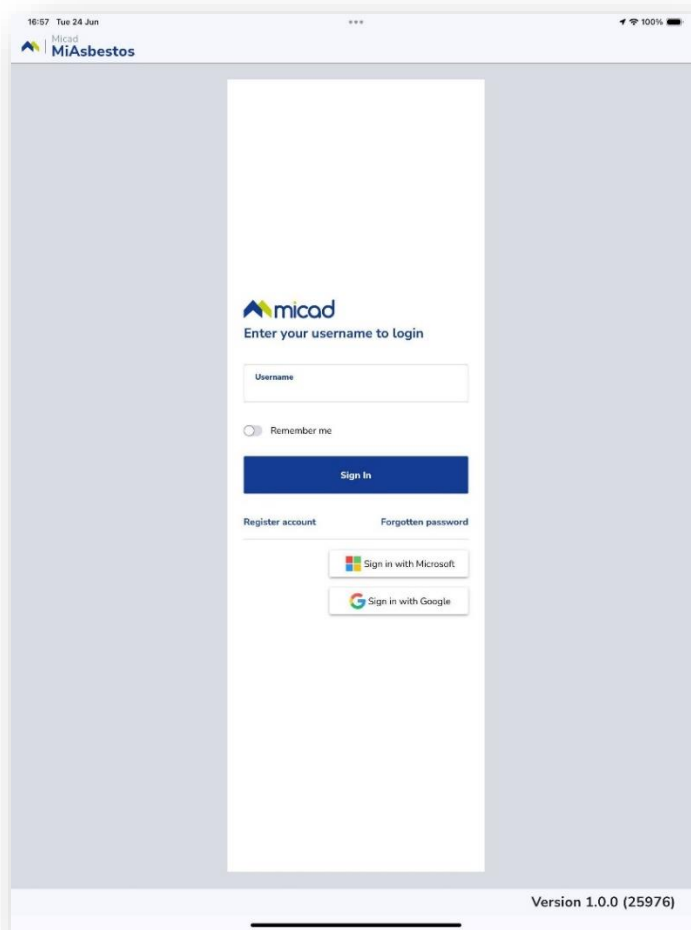 16:57 Tue 24 Jun
100%
Micad
MiAsbestos
micad
Enter your username to login
Username
Remember me
Sign In
Register account Forgotten password
Sign in with Microsoft
Sign in with Google
Version 1.0.0 (25976)